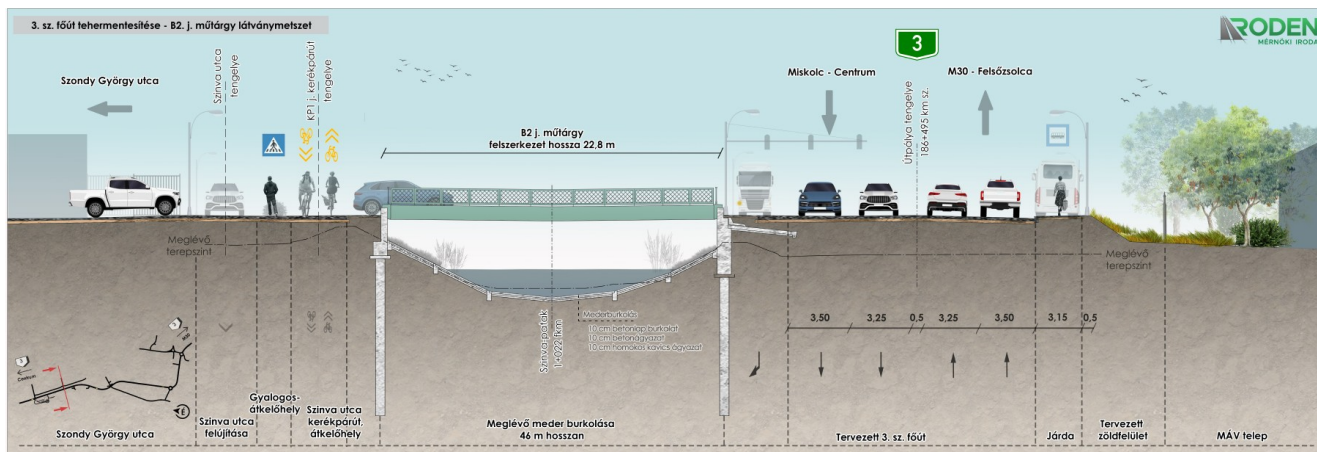 3. sz. főút tehermentesítése - B2. j. műtárgy látványmetszet
RODEN
MÉRNÖKI IRODA
3
Szondy György utca
Szinva utca
tengelye
KP1 j. kerékpárút
tengelye
B2 j. műtárgy
felszerkezet hossza 22,8 m
Miskolc - Centrum
Útpálya tengelye
186+495 km sz.
M30 - Felsőzsolca
Meglévő
terepszint
Meglévő
terepszint
Szinva-patak
1+022 fkm
Mederburkolás
10 cm betonlap burkolat
10 cm betonágyazat
10 cm homokos kavics ágyazat
3,50
3,25
0,5
3,25
3,50
3,15
0,5
3
Centrum
3
M30
É
Szondy György utca
Szinva utca
felújítása
Gyalogos-
átkelőhely
Szinva utca
kerékpárút,
átkelőhely
Meglévő meder burkolása
46 m hosszan
Tervezett 3. sz. főút
Járda
Tervezett
zöldfelület
MÁV telep